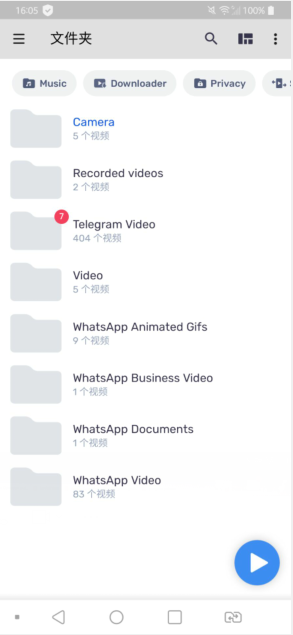 16:05 100%
文件夹
Music Downloader Privacy
Camera
5 个视频
Recorded videos
2 个视频
7
Telegram Video
404 个视频
Video
5 个视频
WhatsApp Animated Gifs
9 个视频
WhatsApp Business Video
1 个视频
WhatsApp Documents
1 个视频
WhatsApp Video
83 个视频